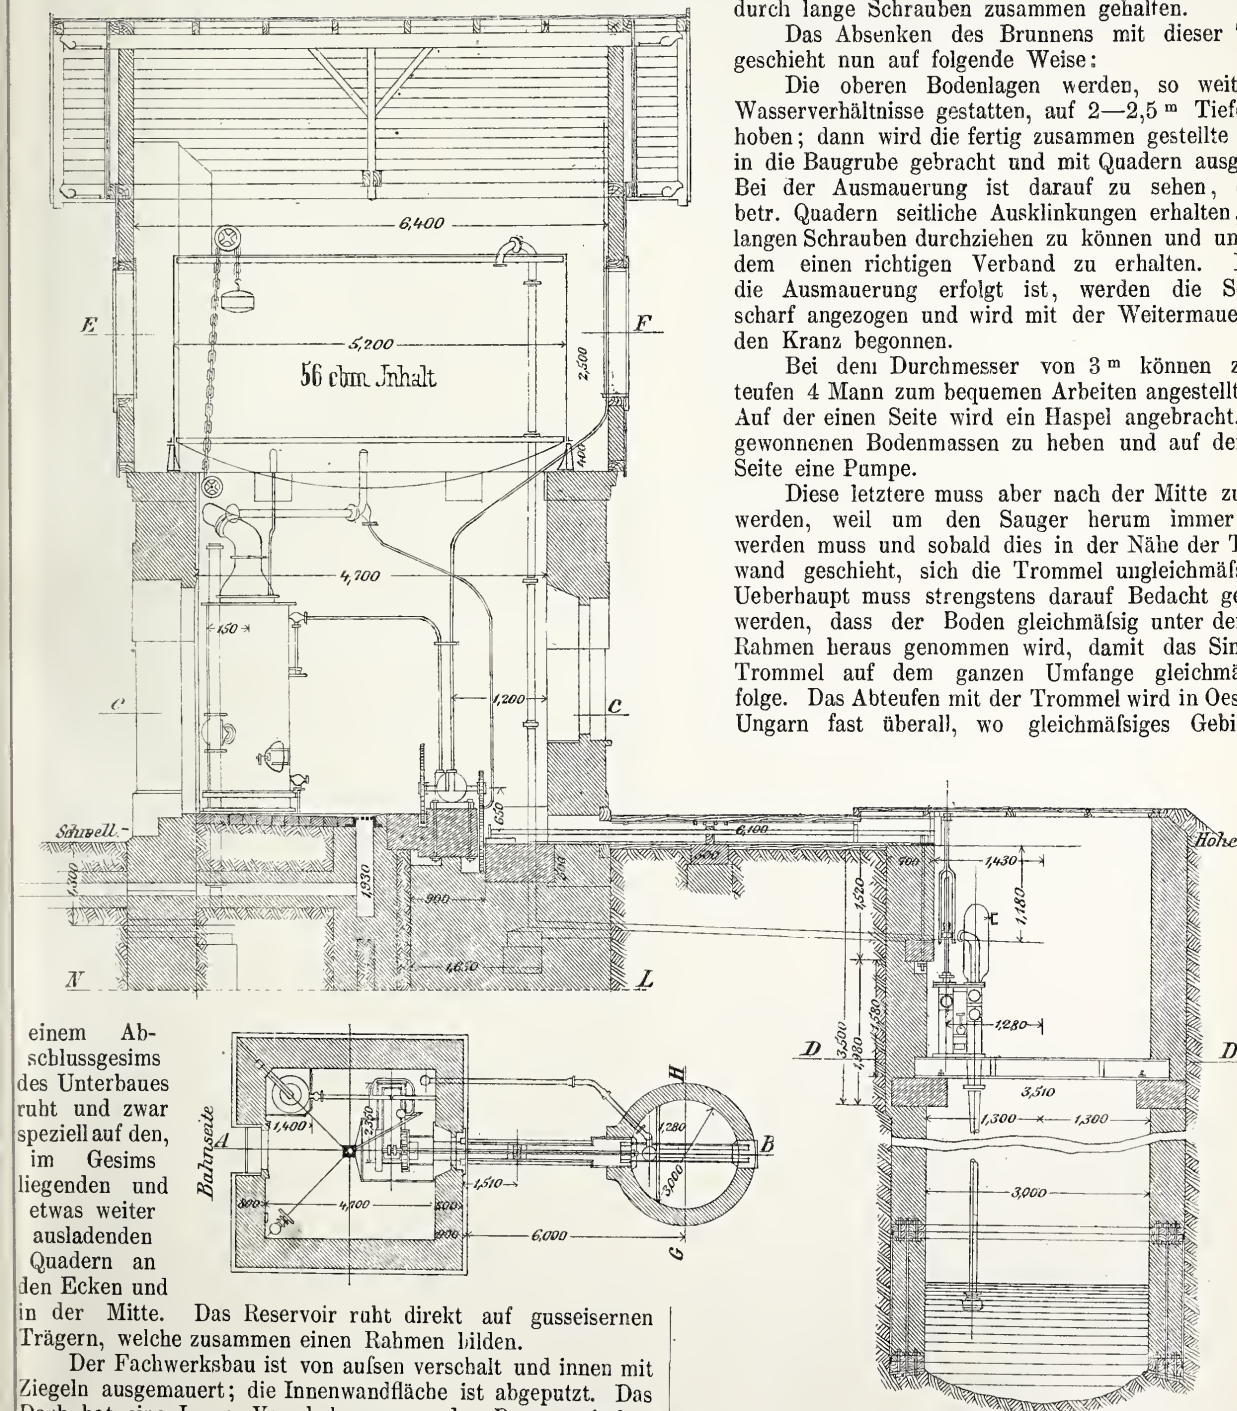 durch lange Schrauben zusammen gehalten.
Das Absenken des Brunnens mit dieser
geschieht nun auf folgende Weise:
Die oberen Bodenlagen werden, so weit
Wasserverhältnisse gestatten, auf 2—2,5 m Tief
hoben; dann wird die fertig zusammen gestellte
in die Baugrube gebracht und mit Quadern ausg
Bei der Ausmauerung ist darauf zu sehen,
betr. Quadern seitliche Ausklinkungen erhalten.
langen Schrauben durchziehen zu können und un
dem einen richtigen Verband zu erhalten.
die Ausmauerung erfolgt ist, werden die S
scharf angezogen und wird mit der Weitermaue
den Kranz begonnen.
Bei dem Durchmesser von 3 m können z
teufen 4 Mann zum bequemen Arbeiten angestellt
Auf der einen Seite wird ein Haspel angebracht.
gewonnenen Bodenmassen zu heben und auf de
Seite eine Pumpe.
Diese letztere muss aber nach der Mitte zu
werden, weil um den Sauger herum immer
werden muss und sobald dies in der Nähe der T
wand geschieht, sich die Trommel ungleichmäſs
Ueberhaupt muss strengstens darauf Bedacht ge
werden, dass der Boden gleichmäſsig unter de
Rahmen heraus genommen wird, damit das Sin
Trommel auf dem ganzen Umfange gleichmä
folge. Das Abteufen mit der Trommel wird in Oes
Ungarn fast überall, wo gleichmäſsiges Gebi
6,400
E
F
5,200
2,500
56 cbm Inhalt
400
4,700
150
1,200
C
C
650
Schwell.-
6,100
Höhe
1,300
1,930
900
600
700
1,430
1,520
1,180
1,650
N
L
1,580
1,280
3,500
1,980
D
D
3,510
1,300
1,300
3,000
einem Ab-
schlussgesims
des Unterbaues
ruht und zwar
speziell auf den,
im Gesims
liegenden und
etwas weiter
ausladenden
Quadern an
den Ecken und
in der Mitte. Das Reservoir ruht direkt auf gusseisernen
Trägern, welche zusammen einen Rahmen bilden.
Der Fachwerksbau ist von auſsen verschalt und innen mit
Ziegeln ausgemauert; die Innenwandfläche ist abgeputzt. Das
Bahnseite
A
B
H
G
1,400
2,350
1,280
3,000
1,510
800
4,700
800
900
6,000